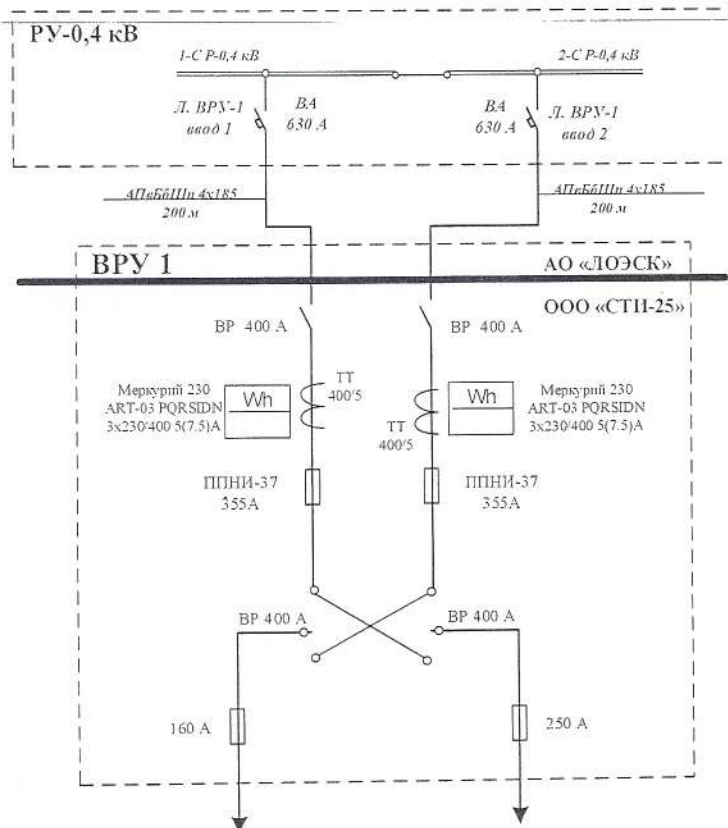 РУ-0,4 кВ
1-С Р-0,4 кВ
2-С Р-0,4 кВ
Л. ВРУ-1
ввод 1
ВА
630 А
ВА
630 А
Л. ВРУ-1
ввод 2
АПвБбШп 4х185
200 м
АПвБбШп 4х185
200 м
ВРУ 1
АО «ЛОЭСК»
ООО «СТИ-25»
ВР 400 А
ВР 400 А
Меркурий 230
ART-03 PQRSIDN
3х230/400 5(7.5)А
Wh
ТТ
400/5
ТТ
400/5
Wh
Меркурий 230
ART-03 PQRSIDN
3х230/400 5(7.5)А
ППНИ-37
355А
ППНИ-37
355А
ВР 400 А
ВР 400 А
160 А
250 А